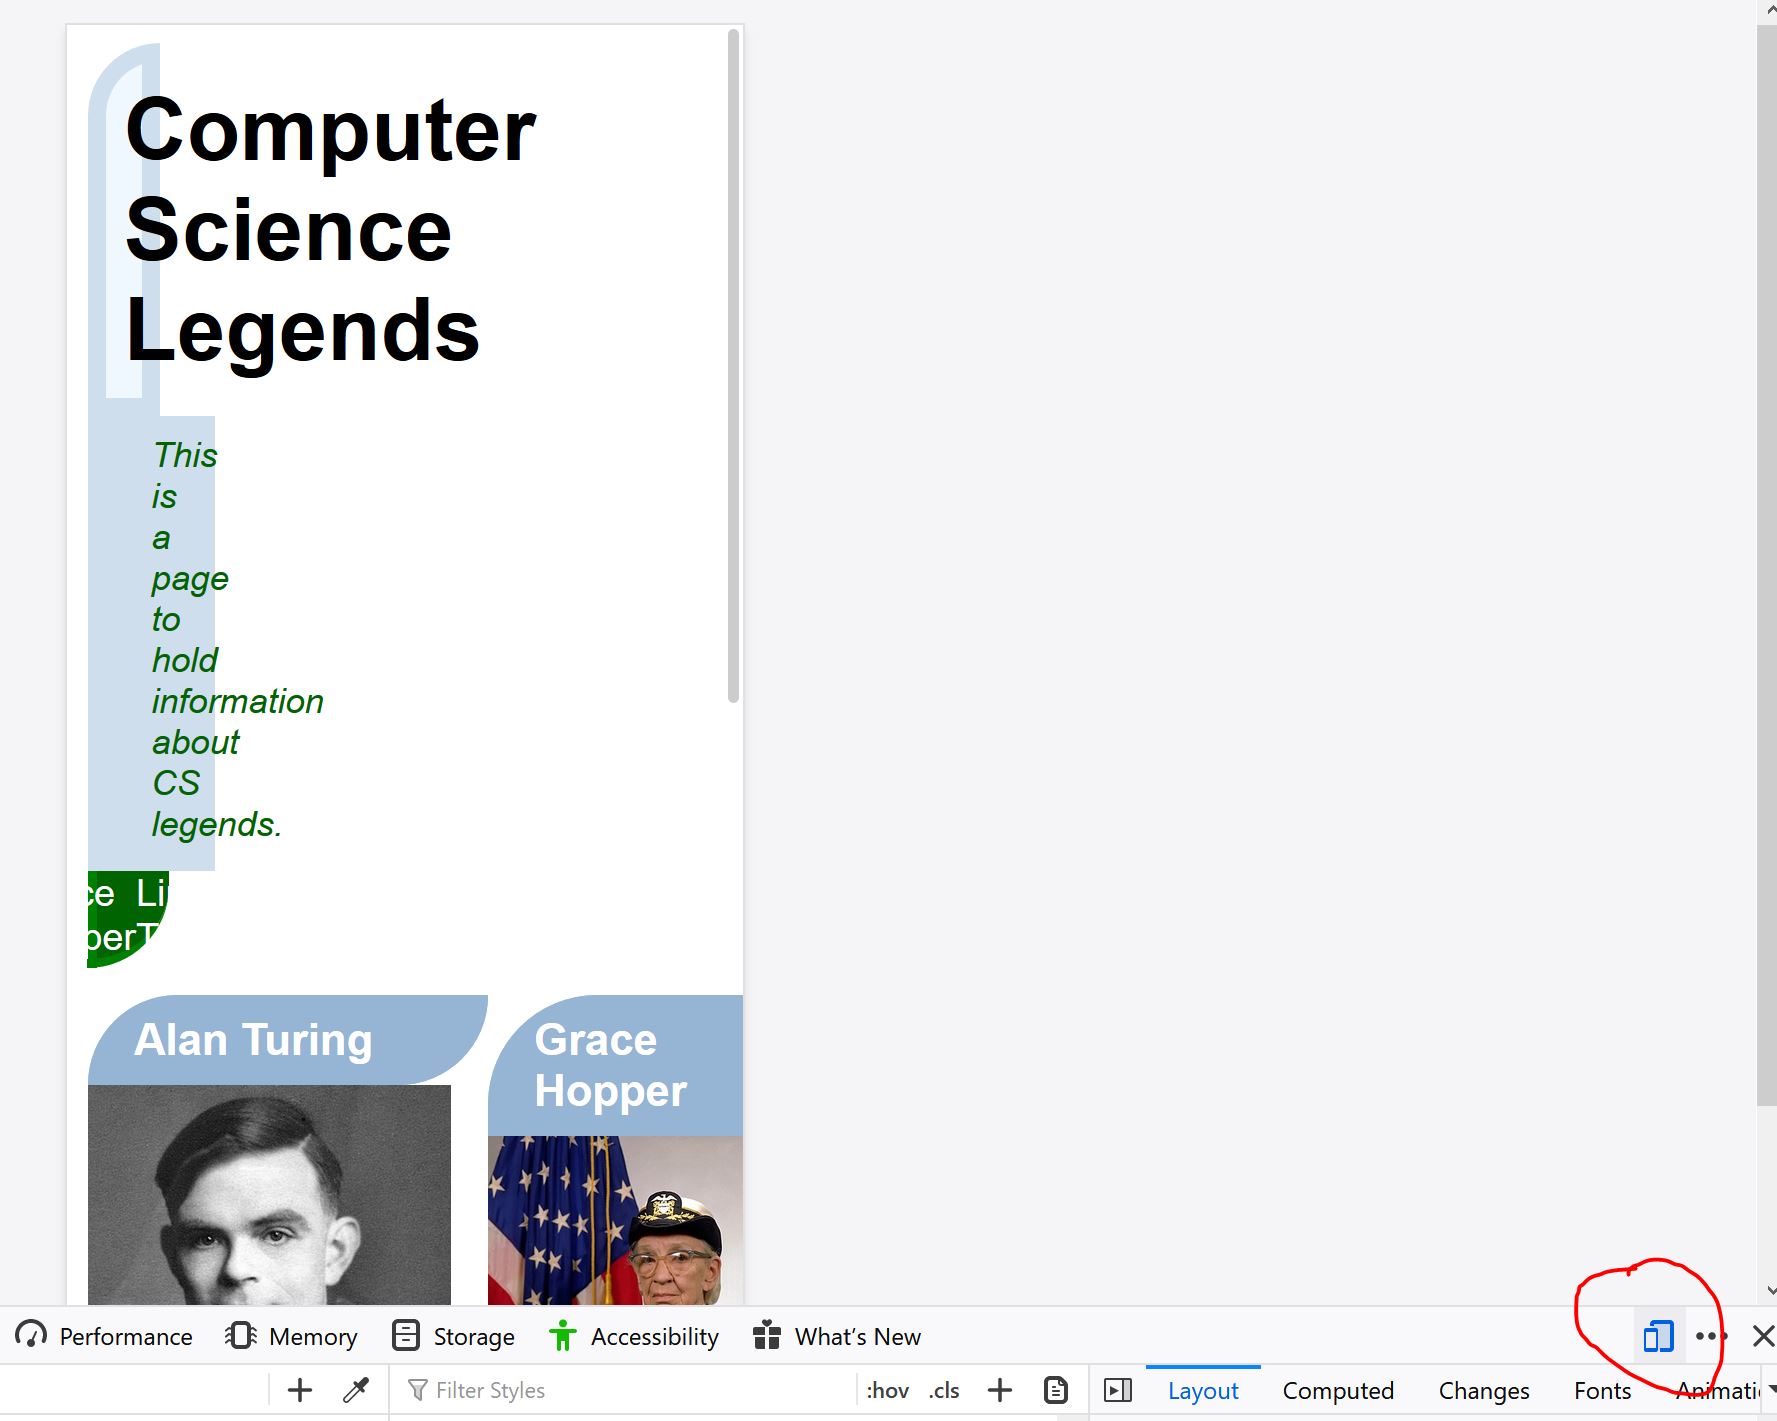 Computer
Science
Legends
This
is
a
page
to
hold
information
about
CS
legends.
ce Li
perT
Alan Turing
Grace
Hopper
Performance Memory Storage Accessibility What's New
Filter Styles :hov .cls Layout Computed Changes Fonts Animati